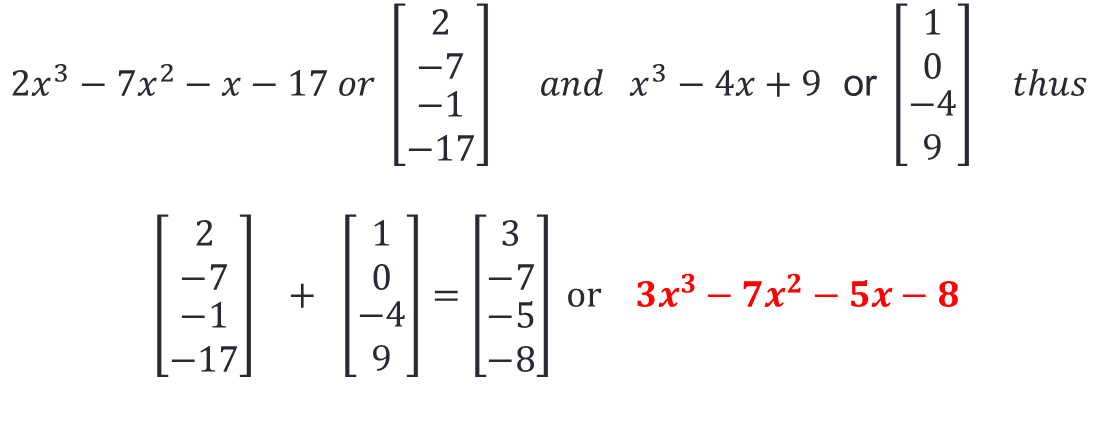 2x³ − 7x² − x − 17 or [2 −7 −1 −17] and x³ − 4x + 9 or [1 0 −4 9] thus
[2 −7 −1 −17] + [1 0 −4 9] = [3 −7 −5 −8] or 3x³ − 7x² − 5x − 8